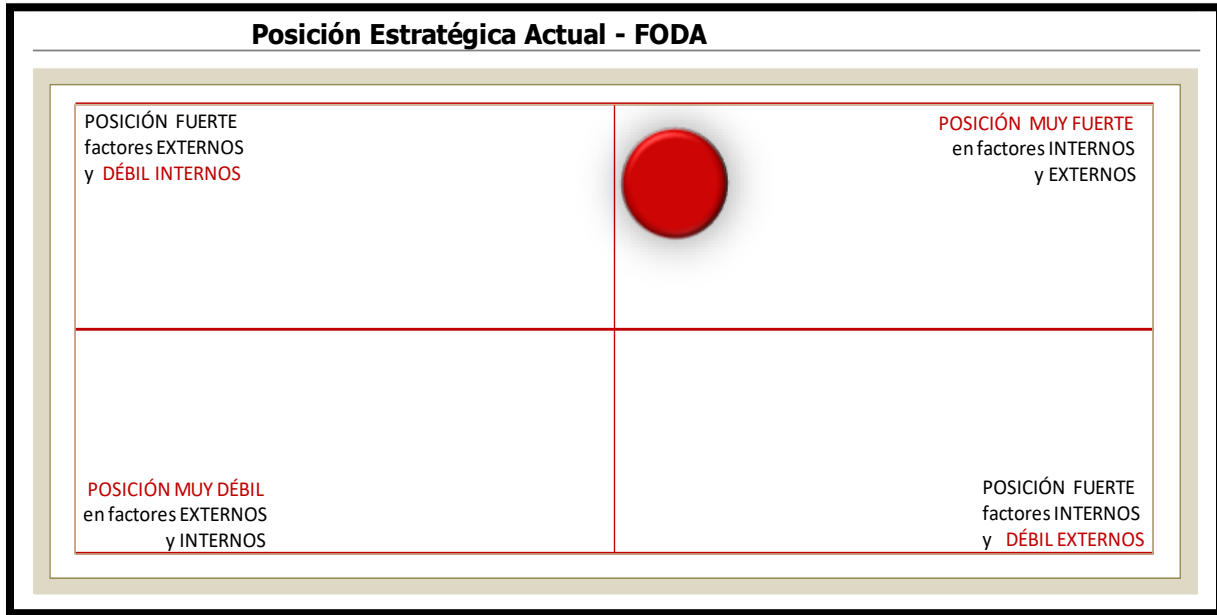 Posición Estratégica Actual - FODA
POSICIÓN FUERTE
factores EXTERNOS
y DÉBIL INTERNOS
POSICIÓN MUY FUERTE
en factores INTERNOS
y EXTERNOS
POSICIÓN MUY DÉBIL
en factores EXTERNOS
y INTERNOS
POSICIÓN FUERTE
factores INTERNOS
y DÉBIL EXTERNOS